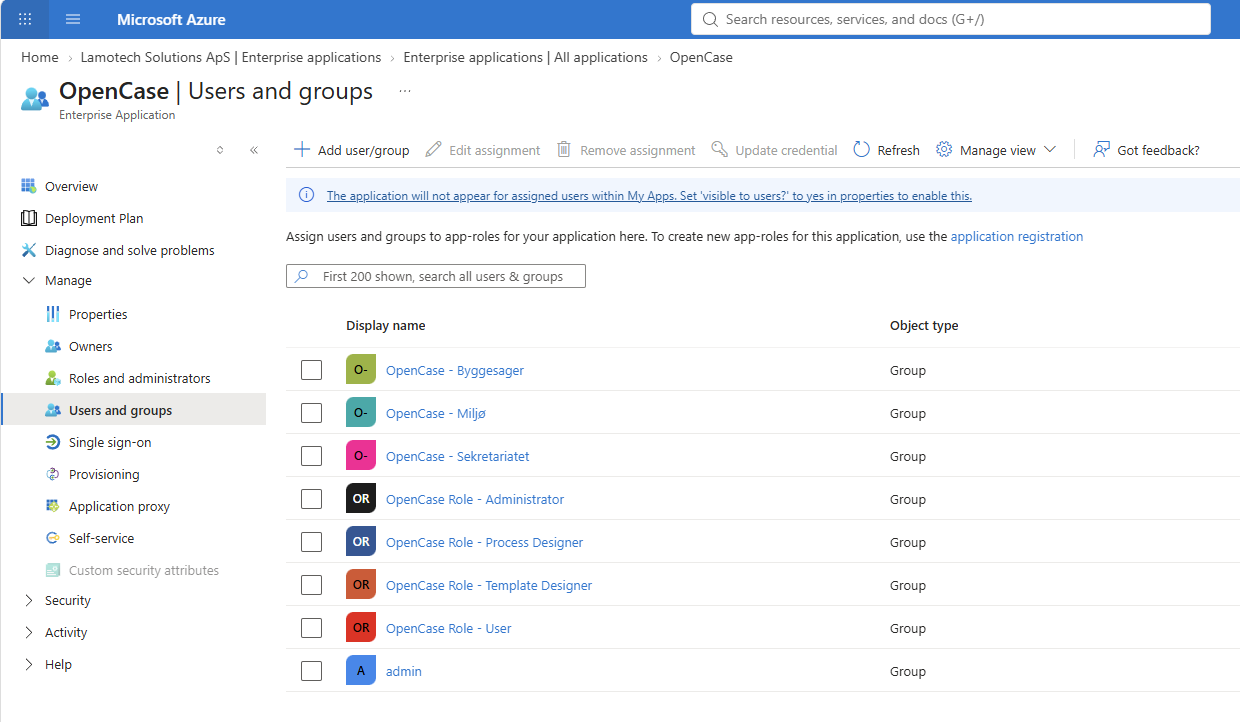 Microsoft Azure
Search resources, services, and docs (G+/)
Home > Lamotech Solutions ApS | Enterprise applications > Enterprise applications | All applications > OpenCase
OpenCase | Users and groups ...
Enterprise Application
Add user/group Edit assignment Remove assignment Update credential Refresh Manage view Got feedback?
Overview
Deployment Plan
Diagnose and solve problems
Manage
Properties
Owners
Roles and administrators
Users and groups
Single sign-on
Provisioning
Application proxy
Self-service
Custom security attributes
Security
Activity
Help
The application will not appear for assigned users within My Apps. Set 'visible to users?' to yes in properties to enable this.
Assign users and groups to app-roles for your application here. To create new app-roles for this application, use the application registration
First 200 shown, search all users & groups
Display name Object type
O- OpenCase - Byggesager Group
O- OpenCase - Miljø Group
O- OpenCase - Sekretariatet Group
OR OpenCase Role - Administrator Group
OR OpenCase Role - Process Designer Group
OR OpenCase Role - Template Designer Group
OR OpenCase Role - User Group
A admin Group